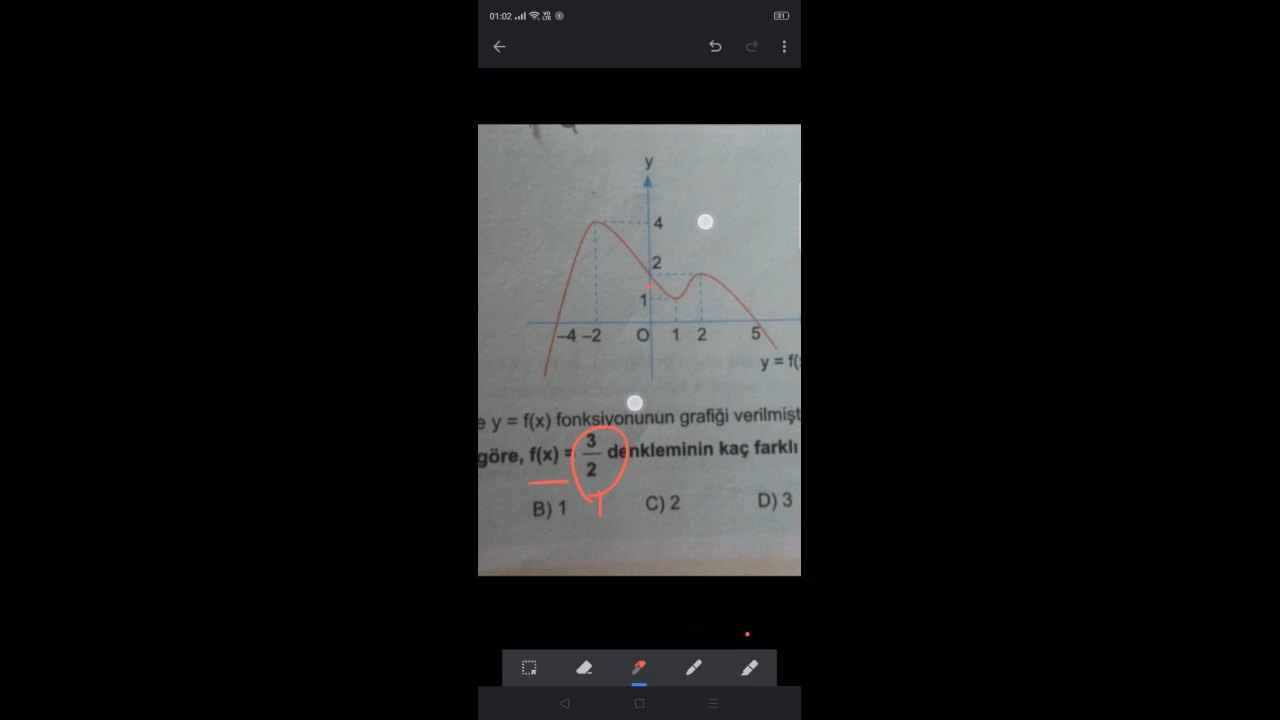 01:02
31
y
4
2
1
–4 –2 O 1 2 5
y = f(
e y = f(x) fonksiyonunun grafiği verilmişt
göre, f(x) = 3/2 denkleminin kaç farklı
B) 1 C) 2 D) 3